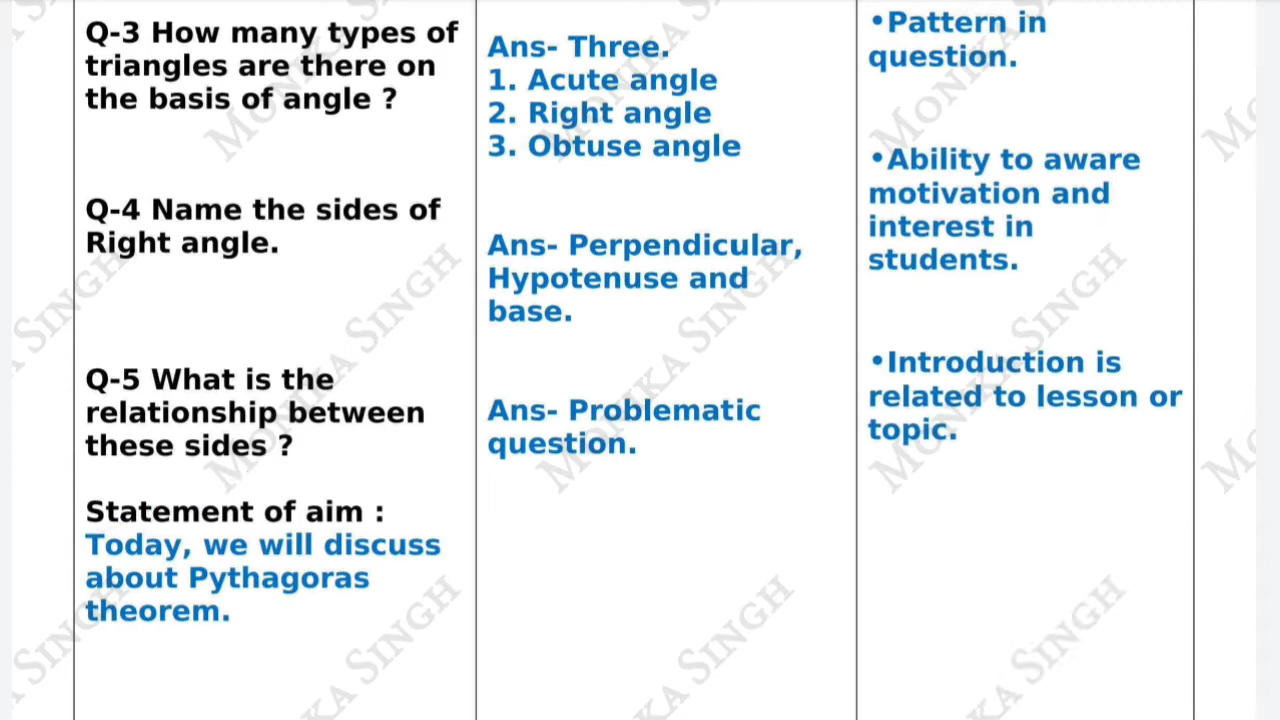 Q-3 How many types of
triangles are there on
the basis of angle ?
Q-4 Name the sides of
Right angle.
Q-5 What is the
relationship between
these sides ?
Statement of aim :
Today, we will discuss
about Pythagoras
theorem.
Ans- Three.
1. Acute angle
2. Right angle
3. Obtuse angle
Ans- Perpendicular,
Hypotenuse and
base.
Ans- Problematic
question.
•Pattern in
question.
•Ability to aware
motivation and
interest in
students.
•Introduction is
related to lesson or
topic.
MONIKA SINGH